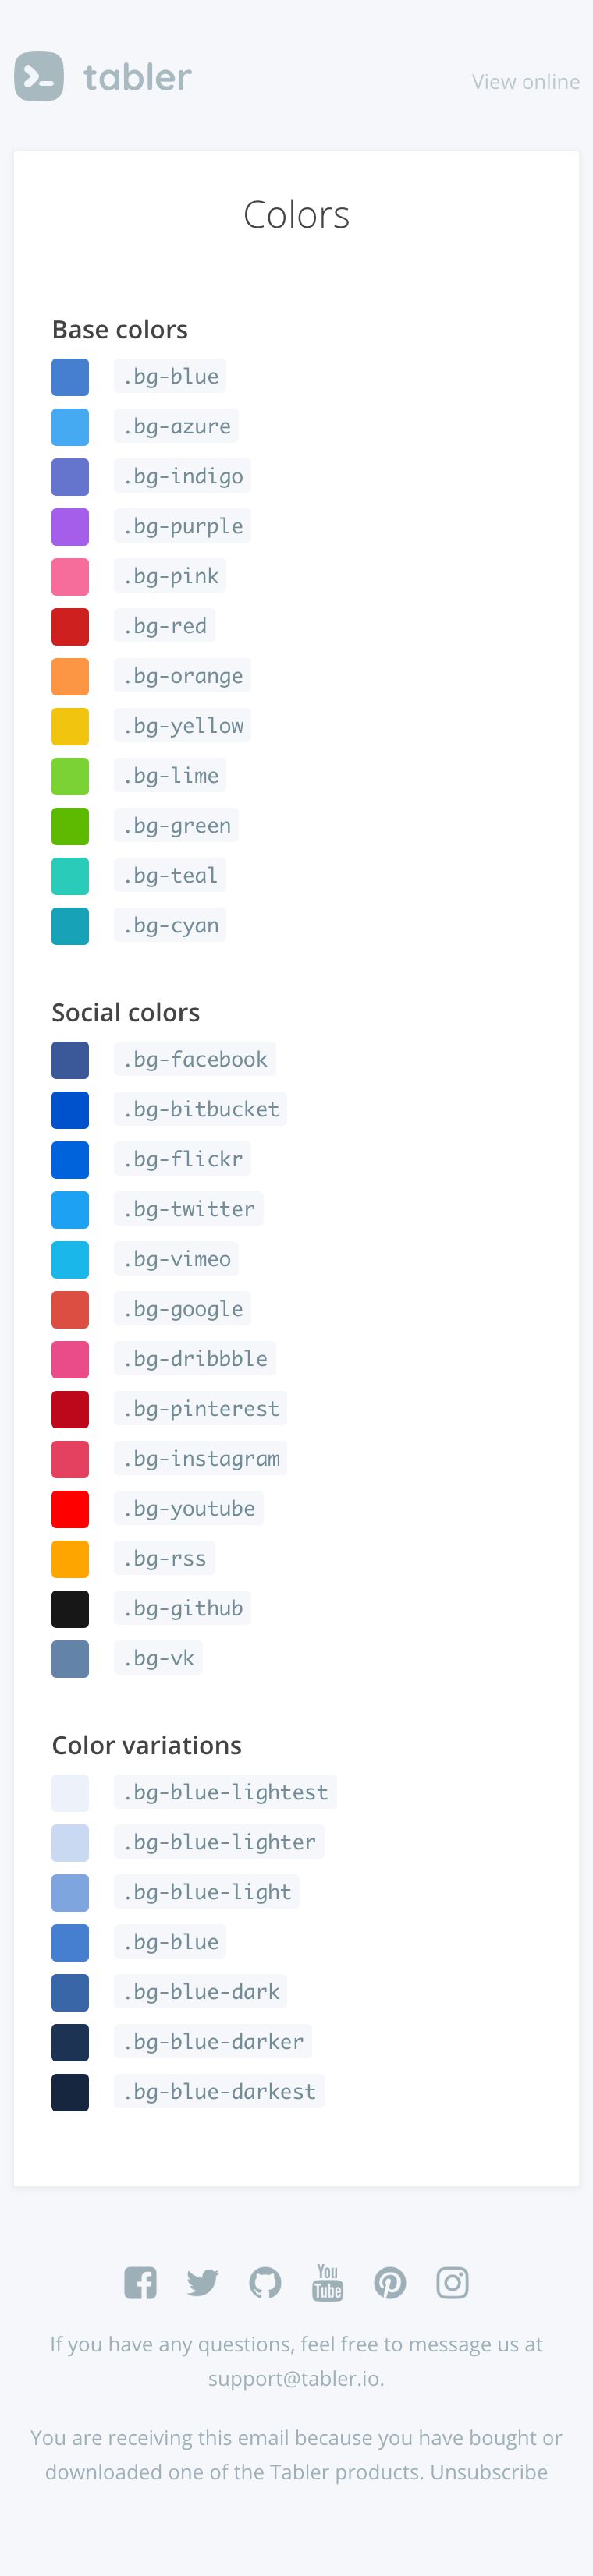 tabler
View online
Colors
Base colors
.bg-blue
.bg-azure
.bg-indigo
.bg-purple
.bg-pink
.bg-red
.bg-orange
.bg-yellow
.bg-lime
.bg-green
.bg-teal
.bg-cyan
Social colors
.bg-facebook
.bg-bitbucket
.bg-flickr
.bg-twitter
.bg-vimeo
.bg-google
.bg-dribbble
.bg-pinterest
.bg-instagram
.bg-youtube
.bg-rss
.bg-github
.bg-vk
Color variations
.bg-blue-lightest
.bg-blue-lighter
.bg-blue-light
.bg-blue
.bg-blue-dark
.bg-blue-darker
.bg-blue-darkest
You
Tube
If you have any questions, feel free to message us at
support@tabler.io.
You are receiving this email because you have bought or
downloaded one of the Tabler products. Unsubscribe